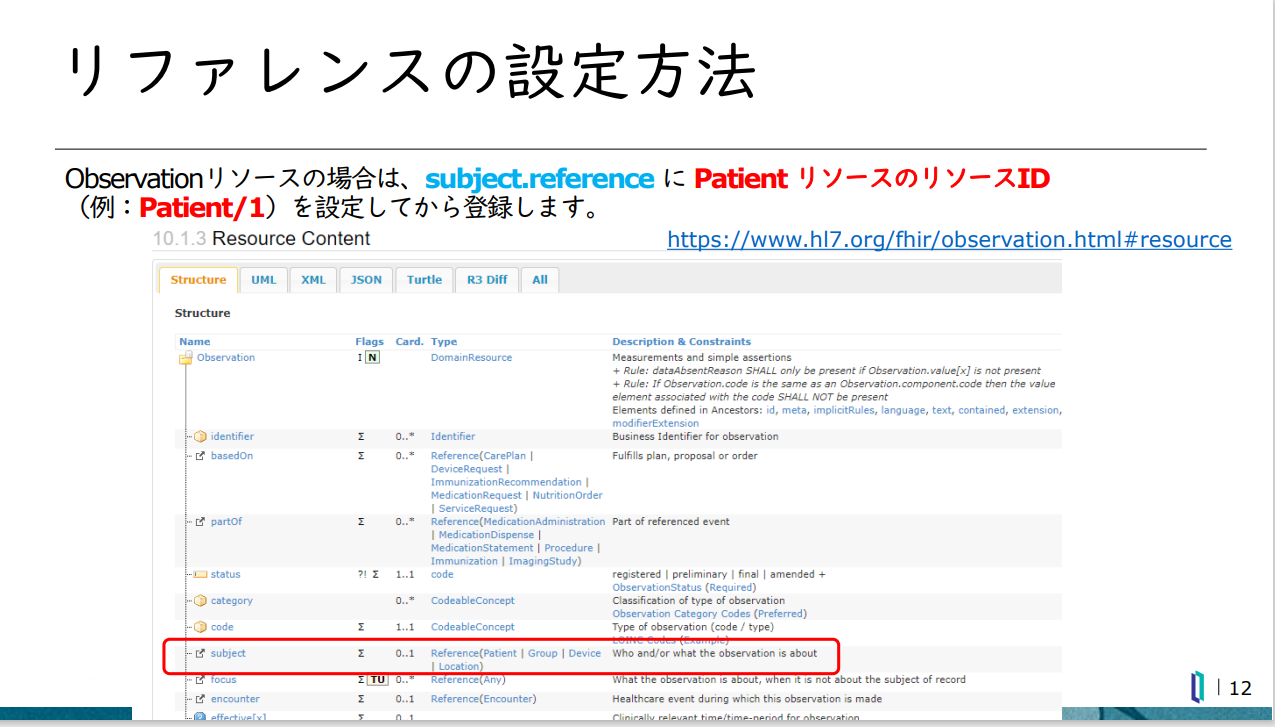 リファレンスの設定方法
Observationリソースの場合は、subject.reference に Patient リソースのリソースID
（例：Patient/1）を設定してから登録します。
10.1.3 Resource Content
https://www.hl7.org/fhir/observation.html#resource
Structure UML XML JSON Turtle R3 Diff All
Structure
Name Flags Card. Type Description & Constraints
Observation I N DomainResource Measurements and simple assertions
+ Rule: dataAbsentReason SHALL only be present if Observation.value[x] is not present
+ Rule: If Observation.code is the same as an Observation.component.code then the value
element associated with the code SHALL NOT be present
Elements defined in Ancestors: id, meta, implicitRules, language, text, contained, extension,
modifierExtension
identifier Σ 0..* Identifier Business Identifier for observation
basedOn Σ 0..* Reference(CarePlan | Fulfills plan, proposal or order
DeviceRequest |
ImmunizationRecommendation |
MedicationRequest | NutritionOrder
| ServiceRequest)
partOf Σ 0..* Reference(MedicationAdministration Part of referenced event
| MedicationDispense |
MedicationStatement | Procedure |
Immunization | ImagingStudy)
status ?! Σ 1..1 code registered | preliminary | final | amended +
ObservationStatus (Required)
category 0..* CodeableConcept Classification of type of observation
Observation Category Codes (Preferred)
code Σ 1..1 CodeableConcept Type of observation (code / type)
LOINC Codes (Example)
subject Σ 0..1 Reference(Patient | Group | Device Who and/or what the observation is about
| Location)
focus Σ TU 0..* Reference(Any) What the observation is about, when it is not about the subject of record
encounter Σ 0..1 Reference(Encounter) Healthcare event during which this observation is made
effective[x] Σ 0..1 Clinically relevant time/time-period for observation
12